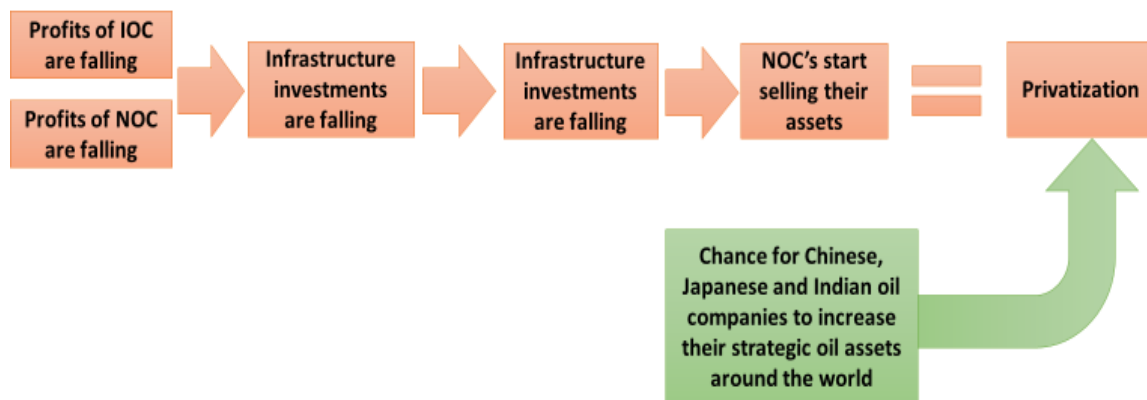 Profits of IOC
are falling
Profits of NOC
are falling
Infrastructure
investments
are falling
Infrastructure
investments
are falling
NOC's start
selling their
assets
Privatization
Chance for Chinese,
Japanese and Indian oil
companies to increase
their strategic oil assets
around the world